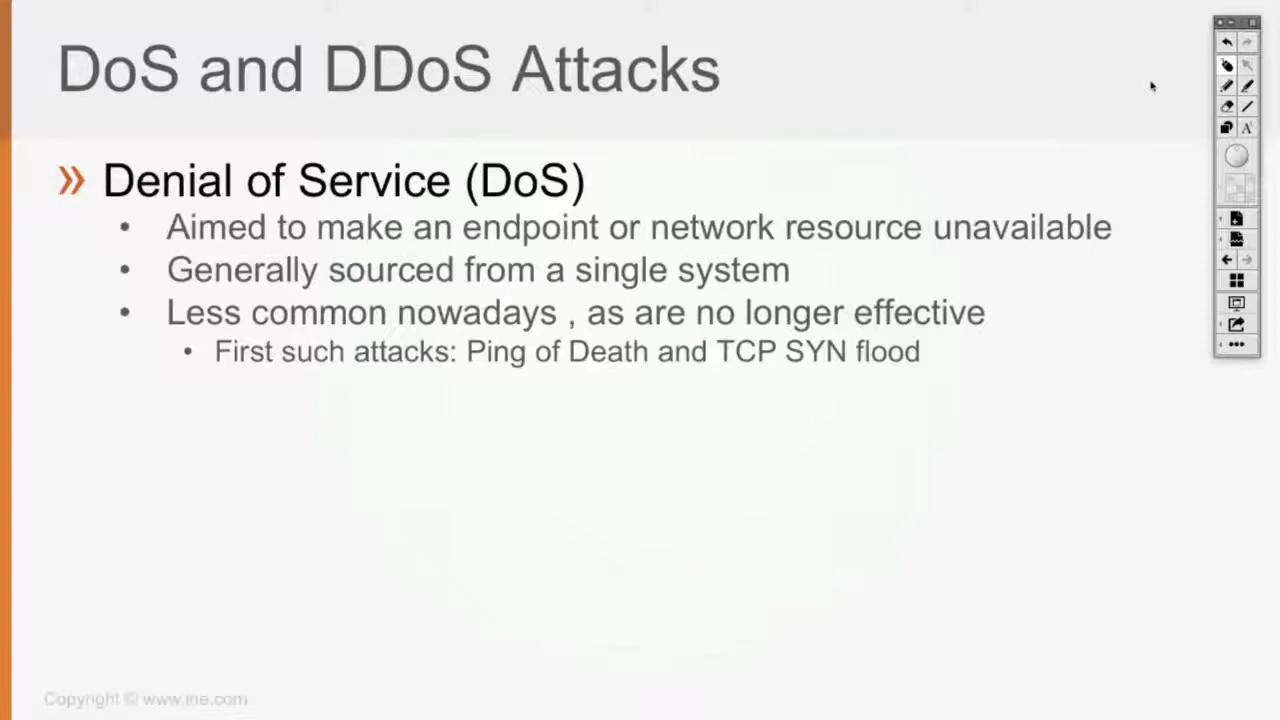 DoS and DDoS Attacks
» Denial of Service (DoS)
• Aimed to make an endpoint or network resource unavailable
• Generally sourced from a single system
• Less common nowadays , as are no longer effective
• First such attacks: Ping of Death and TCP SYN flood
Copyright © www.ine.com